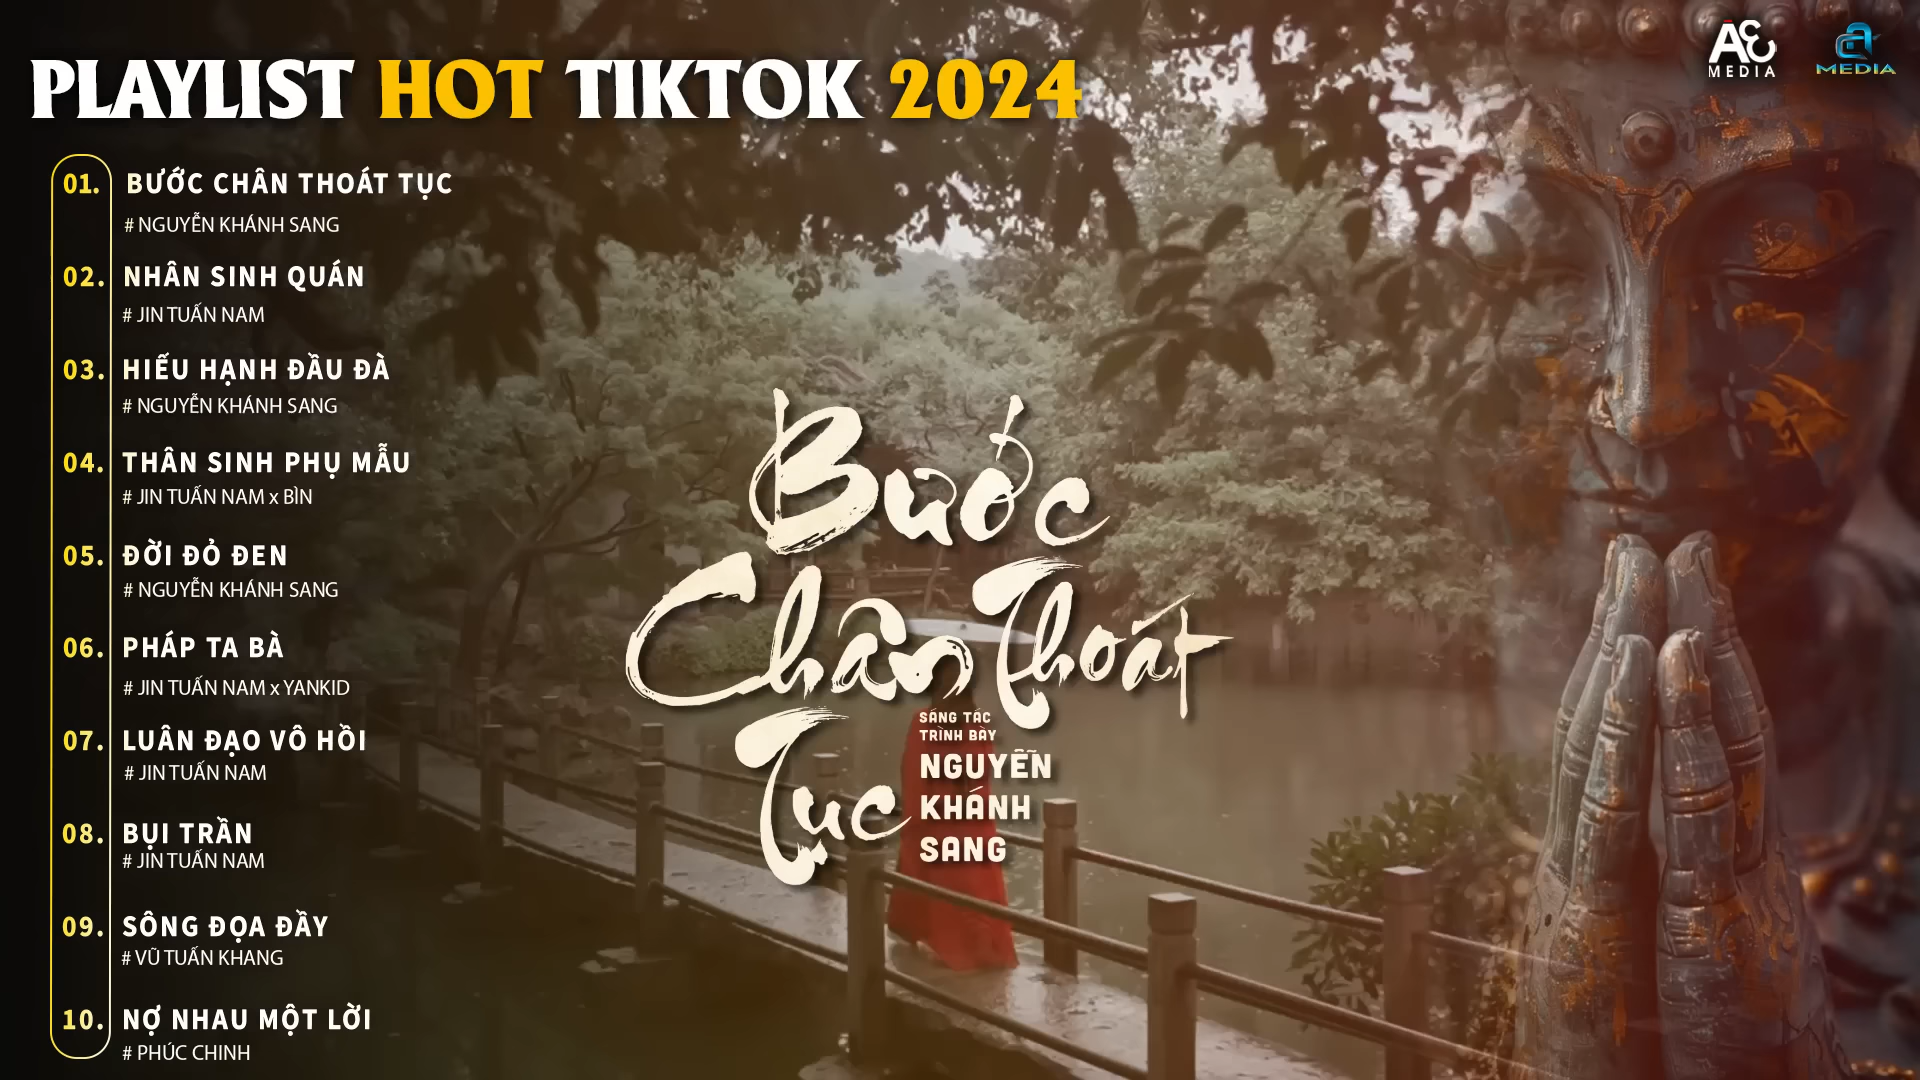 PLAYLIST HOT TIKTOK 2024
A3 MEDIA
a MEDIA
01. BƯỚC CHÂN THOÁT TỤC
# NGUYỄN KHÁNH SANG
02. NHÂN SINH QUÁN
# JIN TUẤN NAM
03. HIẾU HẠNH ĐẦU ĐÀ
# NGUYỄN KHÁNH SANG
04. THÂN SINH PHỤ MẪU
# JIN TUẤN NAM x BÌN
05. ĐỜI ĐỎ ĐEN
# NGUYỄN KHÁNH SANG
06. PHÁP TA BÀ
# JIN TUẤN NAM x YANKID
07. LUÂN ĐẠO VÔ HỒI
# JIN TUẤN NAM
08. BỤI TRẦN
# JIN TUẤN NAM
09. SÔNG ĐỌA ĐẦY
# VŨ TUẤN KHANG
10. NỢ NHAU MỘT LỜI
# PHÚC CHINH
Bước
Chân Thoát
Tục
SÁNG TÁC
TRÌNH BÀY
NGUYỄN
KHÁNH
SANG